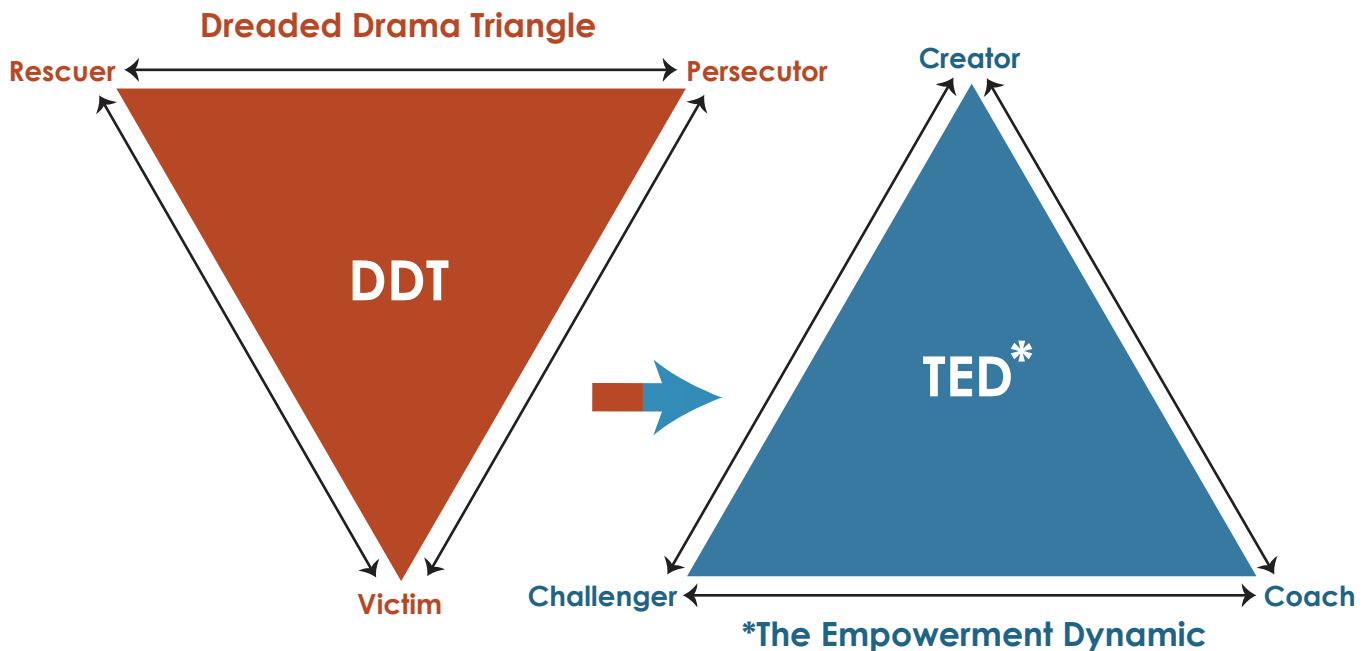 Dreaded Drama Triangle
Rescuer
Persecutor
DDT
Victim
Creator
TED*
Challenger
Coach
*The Empowerment Dynamic